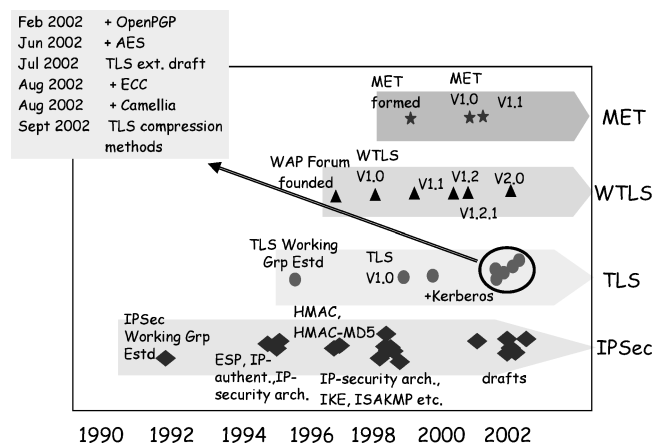 Feb 2002 + OpenPGP
Jun 2002 + AES
Jul 2002 TLS ext. draft
Aug 2002 + ECC
Aug 2002 + Camellia
Sept 2002 TLS compression
methods
MET
formed
MET
V1.0
V1.1
MET
WAP Forum
founded
WTLS
V1.0
V1.1
V1.2
V1.2.1
V2.0
WTLS
TLS Working
Grp Estd
TLS
V1.0
+Kerberos
TLS
IPSec
Working Grp
Estd
HMAC,
HMAC-MD5
ESP, IP-
authent.,IP-
security arch.
IP-security arch.,
IKE, ISAKMP etc.
drafts
IPSec
1990 1992 1994 1996 1998 2000 2002